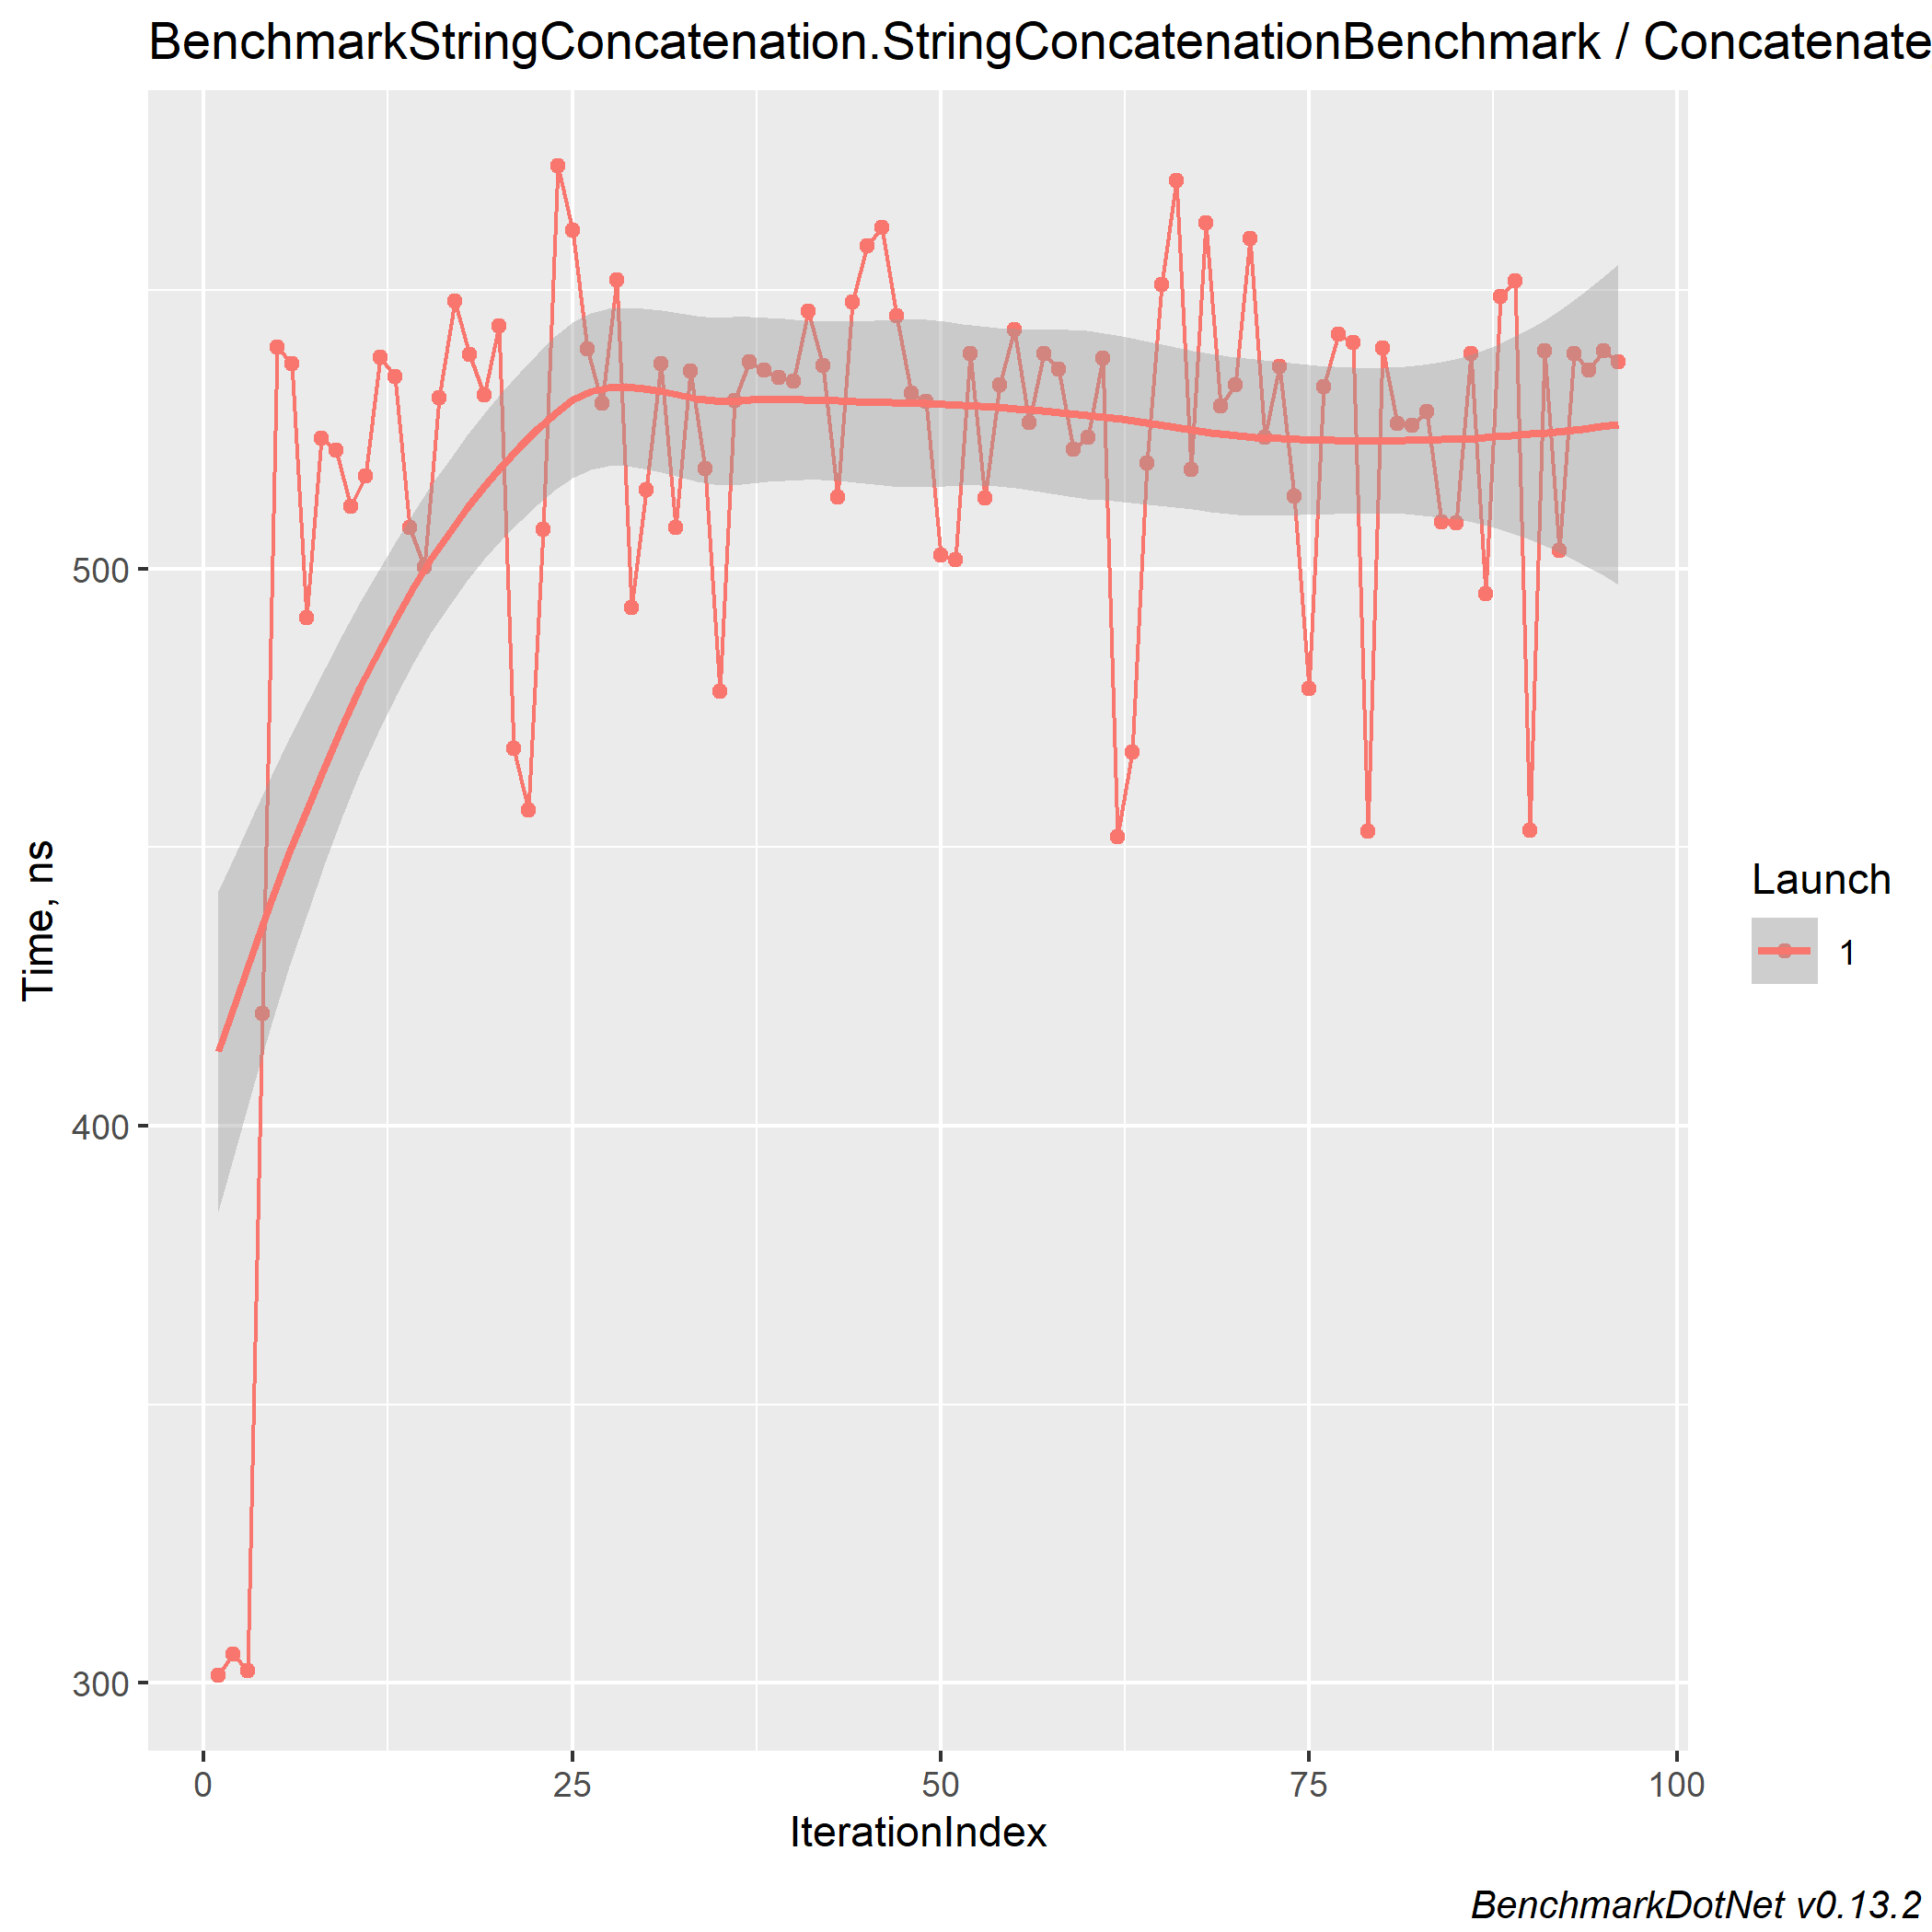 BenchmarkStringConcatenation.StringConcatenationBenchmark / Concatenate
Time, ns
500
400
300
0 25 50 75 100
IterationIndex
Launch
1
BenchmarkDotNet v0.13.2